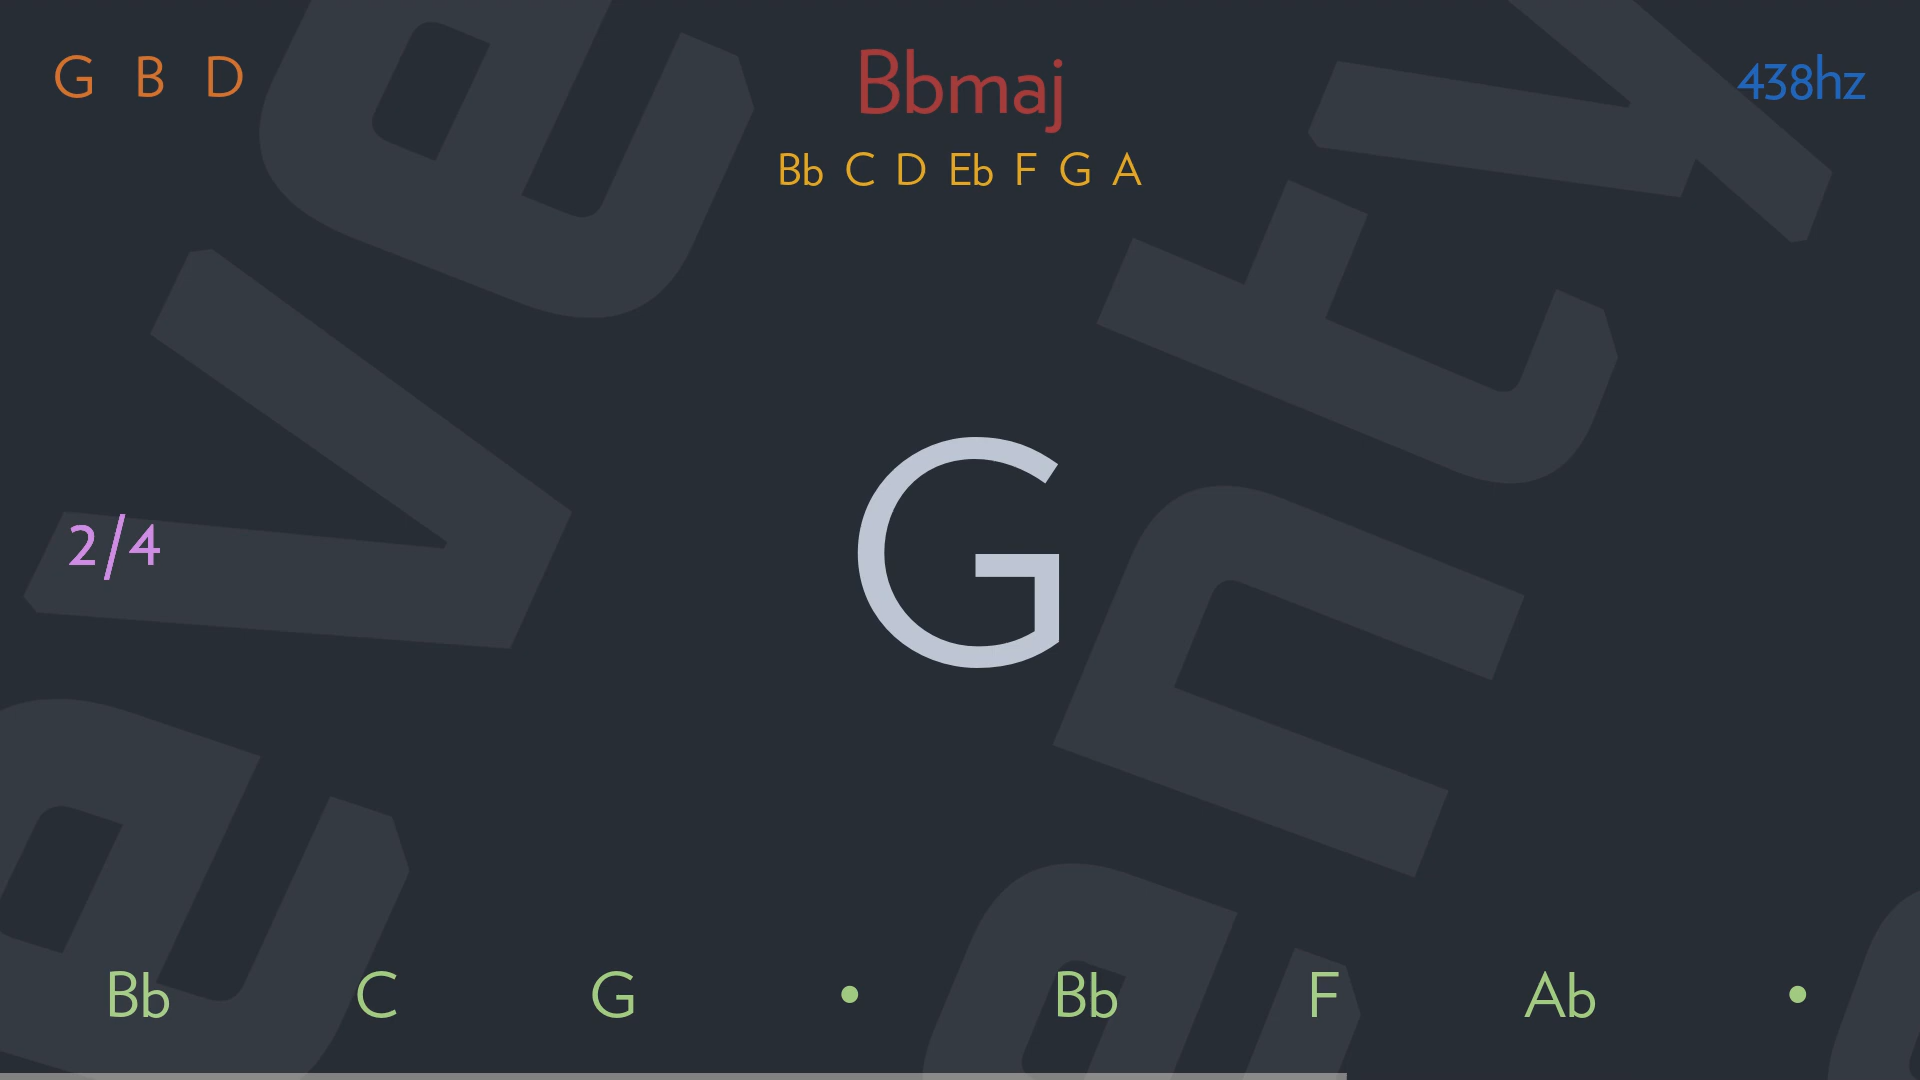 G B D
Bbmaj
438hz
Bb C D Eb F G A
G
2/4
Bb C G • Bb F Ab •